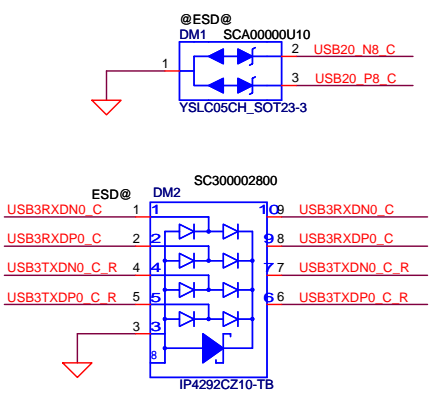 @ESD@
DM1 SCA00000U10
1
2 USB20_N8_C
3 USB20_P8_C
YSLC05CH_SOT23-3
SC300002800
ESD@ DM2
USB3RXDN0_C 1 1 10 9 USB3RXDN0_C
USB3RXDP0_C 2 2 9 8 USB3RXDP0_C
USB3TXDN0_C_R 4 4 7 7 USB3TXDN0_C_R
USB3TXDP0_C_R 5 5 6 6 USB3TXDP0_C_R
3 3
8
IP4292CZ10-TB